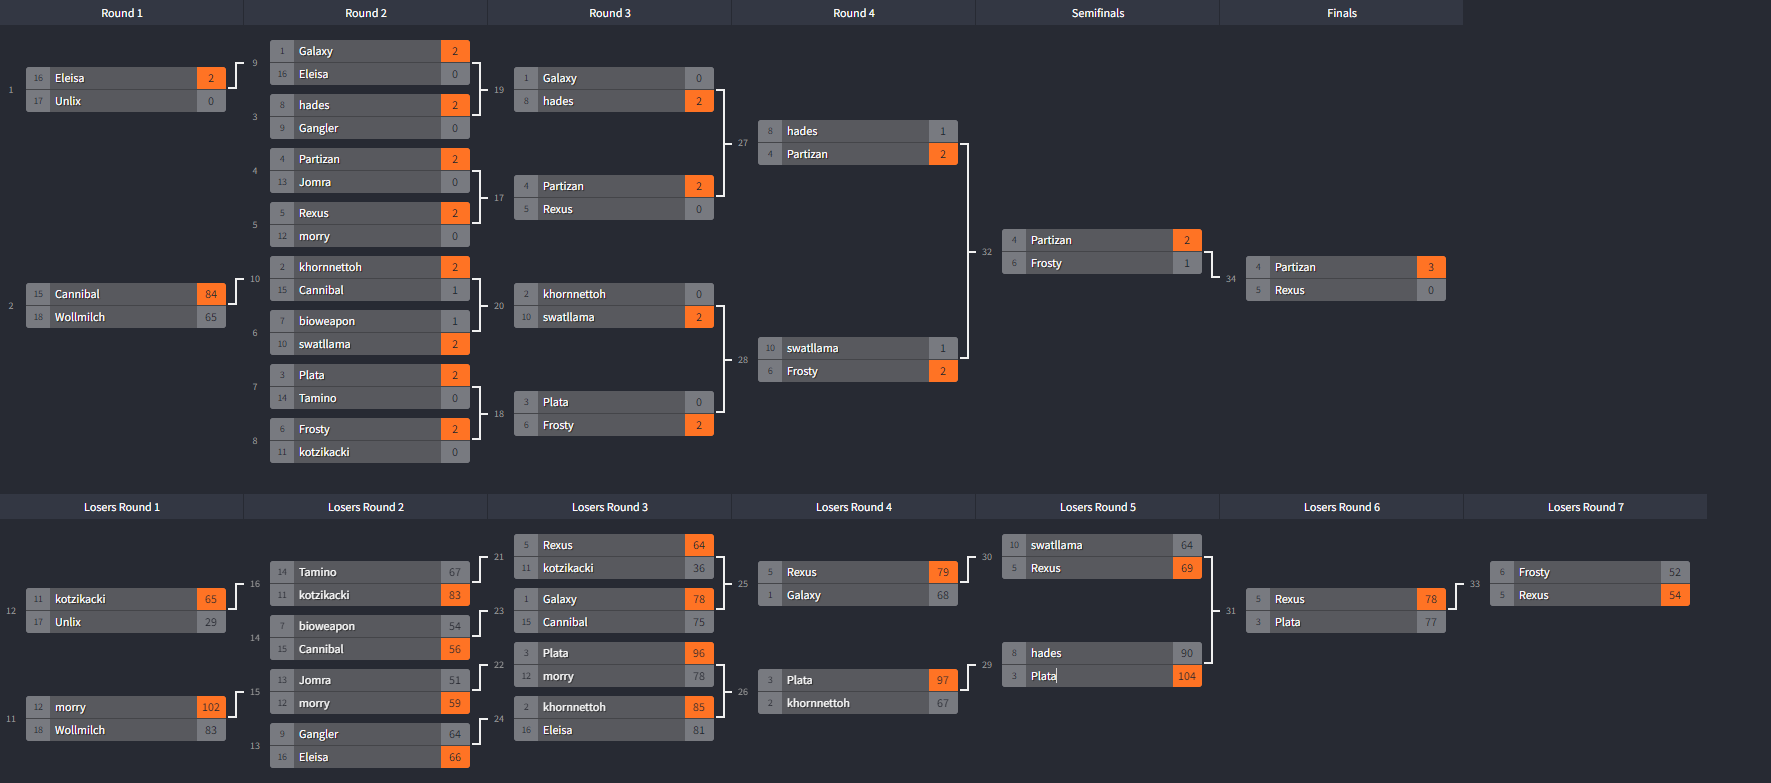 Round 1 Round 2 Round 3 Round 4 Semifinals Finals
1
16 Eleisa 2
17 Unlix 0
2
15 Cannibal 84
18 Wollmilch 65
9
1 Galaxy 2
16 Eleisa 0
3
8 hades 2
9 Gangler 0
4
4 Partizan 2
13 Jomra 0
5
5 Rexus 2
12 morry 0
10
2 khornnettoh 2
15 Cannibal 1
6
7 bioweapon 1
10 swatllama 2
7
3 Plata 2
14 Tamino 0
8
6 Frosty 2
11 kotzikacki 0
19
1 Galaxy 0
8 hades 2
17
4 Partizan 2
5 Rexus 0
20
2 khornnettoh 0
10 swatllama 2
18
3 Plata 0
6 Frosty 2
27
8 hades 1
4 Partizan 2
28
10 swatllama 1
6 Frosty 2
32
4 Partizan 2
6 Frosty 1
34
4 Partizan 3
5 Rexus 0
Losers Round 1 Losers Round 2 Losers Round 3 Losers Round 4 Losers Round 5 Losers Round 6 Losers Round 7
12
11 kotzikacki 65
17 Unlix 29
11
12 morry 102
18 Wollmilch 83
16
14 Tamino 67
11 kotzikacki 83
14
7 bioweapon 54
15 Cannibal 56
15
13 Jomra 51
12 morry 59
13
9 Gangler 64
16 Eleisa 66
21
5 Rexus 64
11 kotzikacki 36
23
1 Galaxy 78
15 Cannibal 75
22
3 Plata 96
12 morry 78
24
2 khornnettoh 85
16 Eleisa 81
25
5 Rexus 79
1 Galaxy 68
26
3 Plata 97
2 khornnettoh 67
30
10 swatllama 64
5 Rexus 69
29
8 hades 90
3 Plata 104
31
5 Rexus 78
3 Plata 77
33
6 Frosty 52
5 Rexus 54